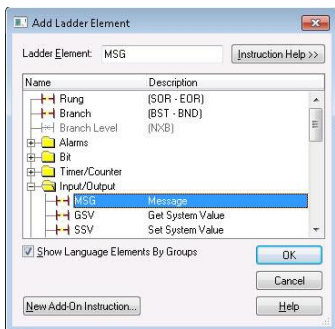 Add Ladder Element
Ladder Element: MSG Instruction Help >>
Name Description
Rung (SOR - EOR)
Branch (BST - BND)
Branch Level (NXB)
Alarms
Bit
Timer/Counter
Input/Output
MSG Message
GSV Get System Value
SSV Set System Value
Show Language Elements By Groups OK
Cancel
New Add-On Instruction... Help